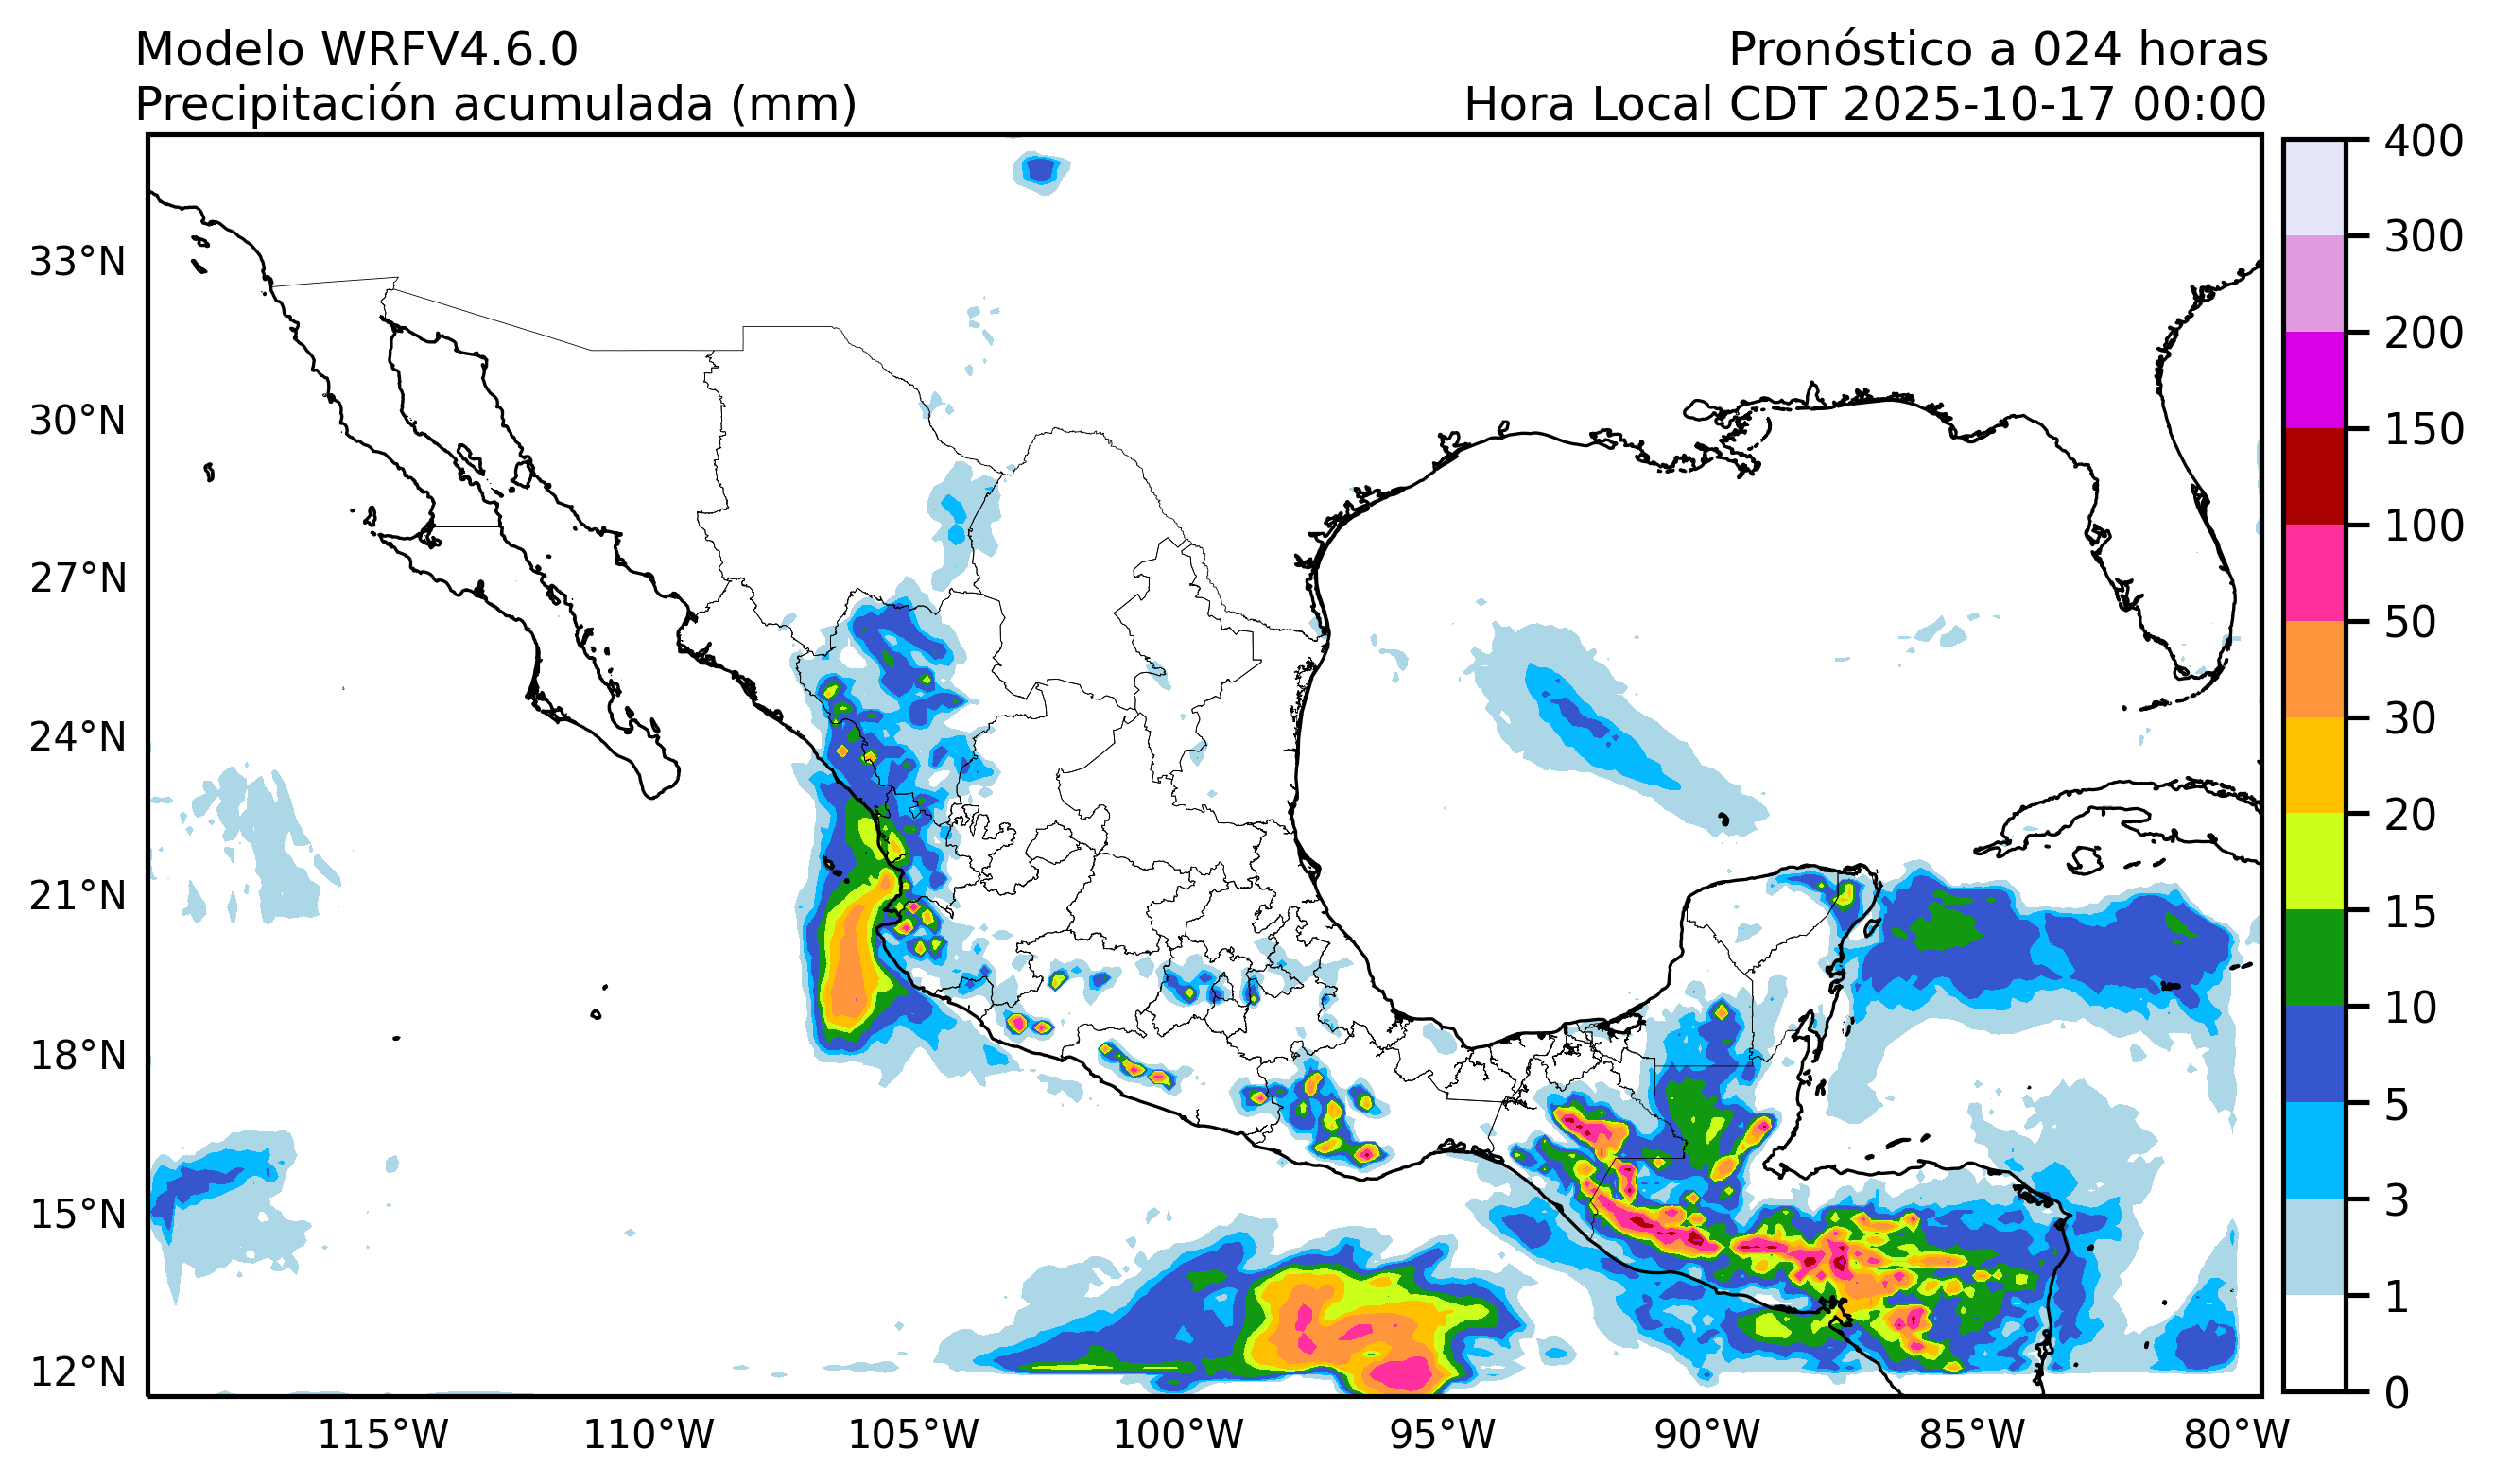 Modelo WRFV4.6.0
Pronóstico a 024 horas
Precipitación acumulada (mm)
Hora Local CDT 2025-10-17 00:00
33°N
30°N
27°N
24°N
21°N
18°N
15°N
12°N
115°W
110°W
105°W
100°W
95°W
90°W
85°W
80°W
400
300
200
150
100
50
30
20
15
10
5
3
1
0